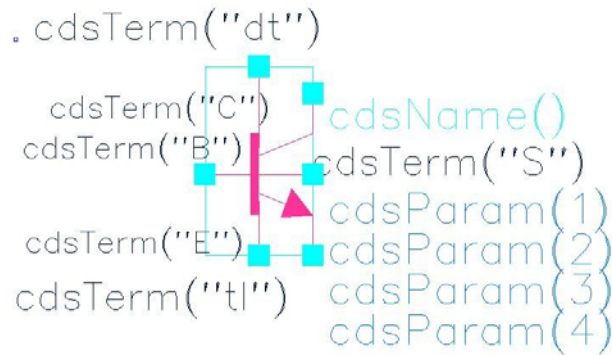 cdsTerm("dt")
cdsTerm("C")
cdsName()
cdsTerm("B")
cdsTerm("S")
cdsParam(1)
cdsTerm("E")
cdsParam(2)
cdsTerm("tl")
cdsParam(3)
cdsParam(4)